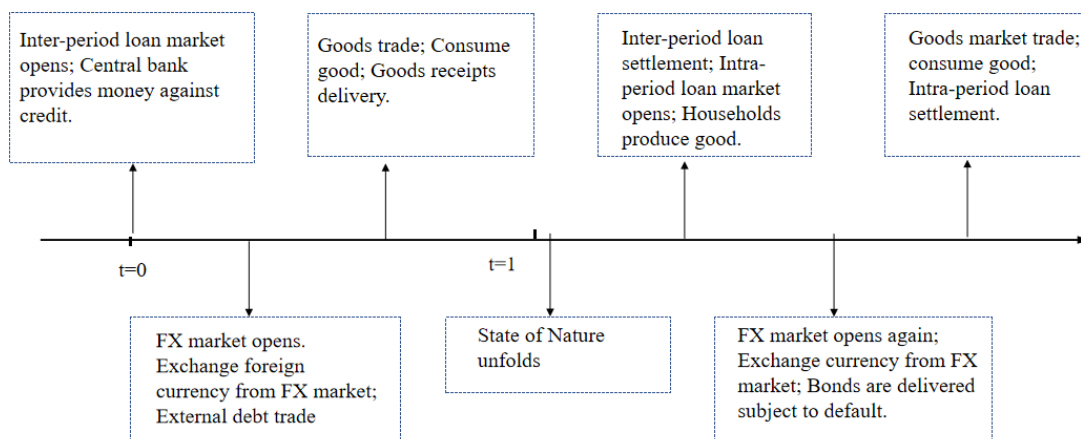 Inter-period loan market
opens; Central bank
provides money against
credit.
Goods trade; Consume
good; Goods receipts
delivery.
Inter-period loan
settlement; Intra-
period loan market
opens; Households
produce good.
Goods market trade;
consume good;
Intra-period loan
settlement.
t=0
t=1
FX market opens.
Exchange foreign
currency from FX market;
External debt trade
State of Nature
unfolds
FX market opens again;
Exchange currency from FX
market; Bonds are delivered
subject to default.